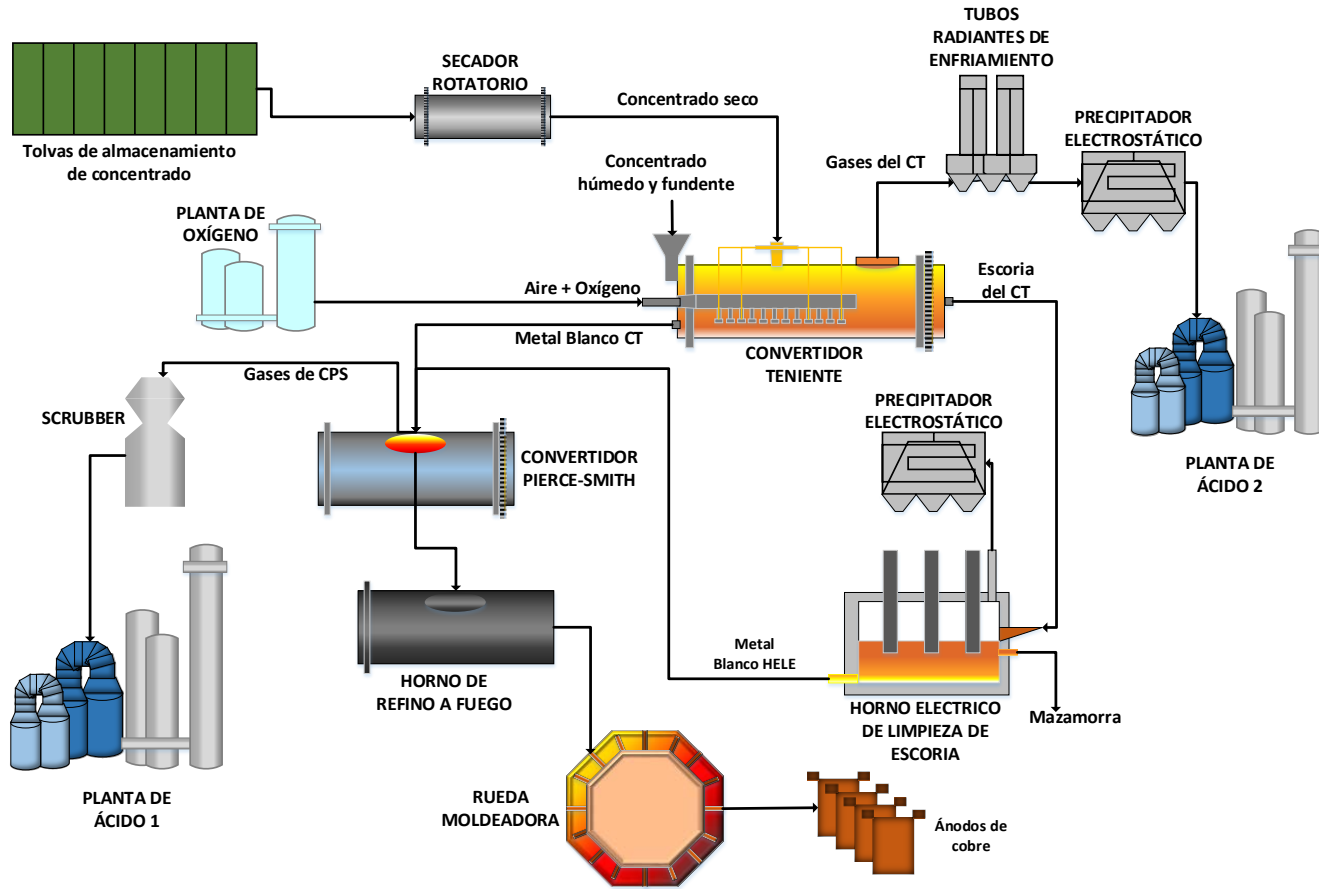 TUBOS
RADIANTES DE
ENFRIAMIENTO
SECADOR
ROTATORIO
Concentrado seco
PRECIPITADOR
ELECTROSTÁTICO
Tolvas de almacenamiento
de concentrado
Concentrado
húmedo y fundente
Gases del CT
PLANTA DE
OXÍGENO
Aire + Oxígeno
Escoria
del CT
Metal Blanco CT
CONVERTIDOR
TENIENTE
Gases de CPS
SCRUBBER
PRECIPITADOR
ELECTROSTÁTICO
CONVERTIDOR
PIERCE-SMITH
PLANTA DE
ÁCIDO 2
Metal
Blanco HELE
HORNO DE
REFINO A FUEGO
HORNO ELECTRICO
DE LIMPIEZA DE
ESCORIA
Mazamorra
PLANTA DE
ÁCIDO 1
RUEDA
MOLDEADORA
Ánodos de
cobre